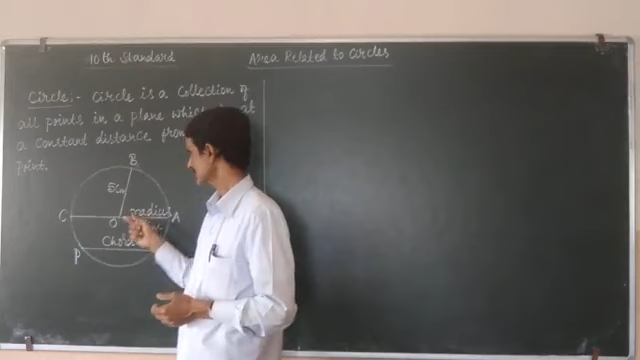 10th Standard
Area Related to Circles
Circle:- Circle is a Collection of
all points in a plane which at
a Constant distance from
Point.
B
5cm
C
radius A
O
Chord
P